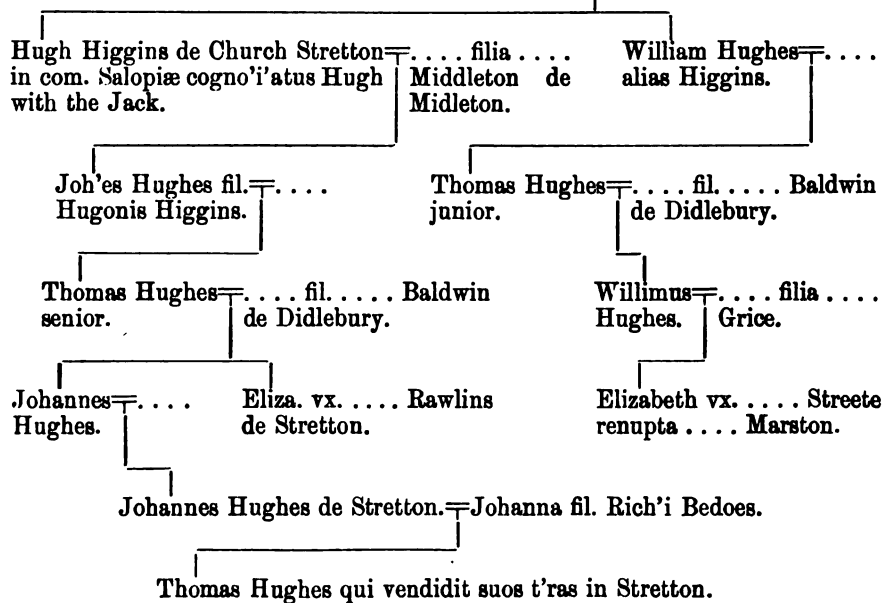 Hugh Higgins de Church Stretton . . . . filia . . . . William Hughes . . . .
in com. Salopiæ cogno'i'atus Hugh Middleton de alias Higgins.
with the Jack. Midleton.
Joh'es Hughes fil. . . . . Thomas Hughes . . . . fil. . . . . Baldwin
Hugonis Higgins. junior. de Didlebury.
Thomas Hughes . . . . fil. . . . . Baldwin Willimus . . . . filia . . . .
senior. de Didlebury. Hughes. Grice.
Johannes . . . . Eliza. vx. . . . . Rawlins Elizabeth vx. . . . . Streete
Hughes. de Stretton. renupta . . . . Marston.
Johannes Hughes de Stretton. Johanna fil. Rich'i Bedoes.
Thomas Hughes qui vendidit suos t'ras in Stretton.